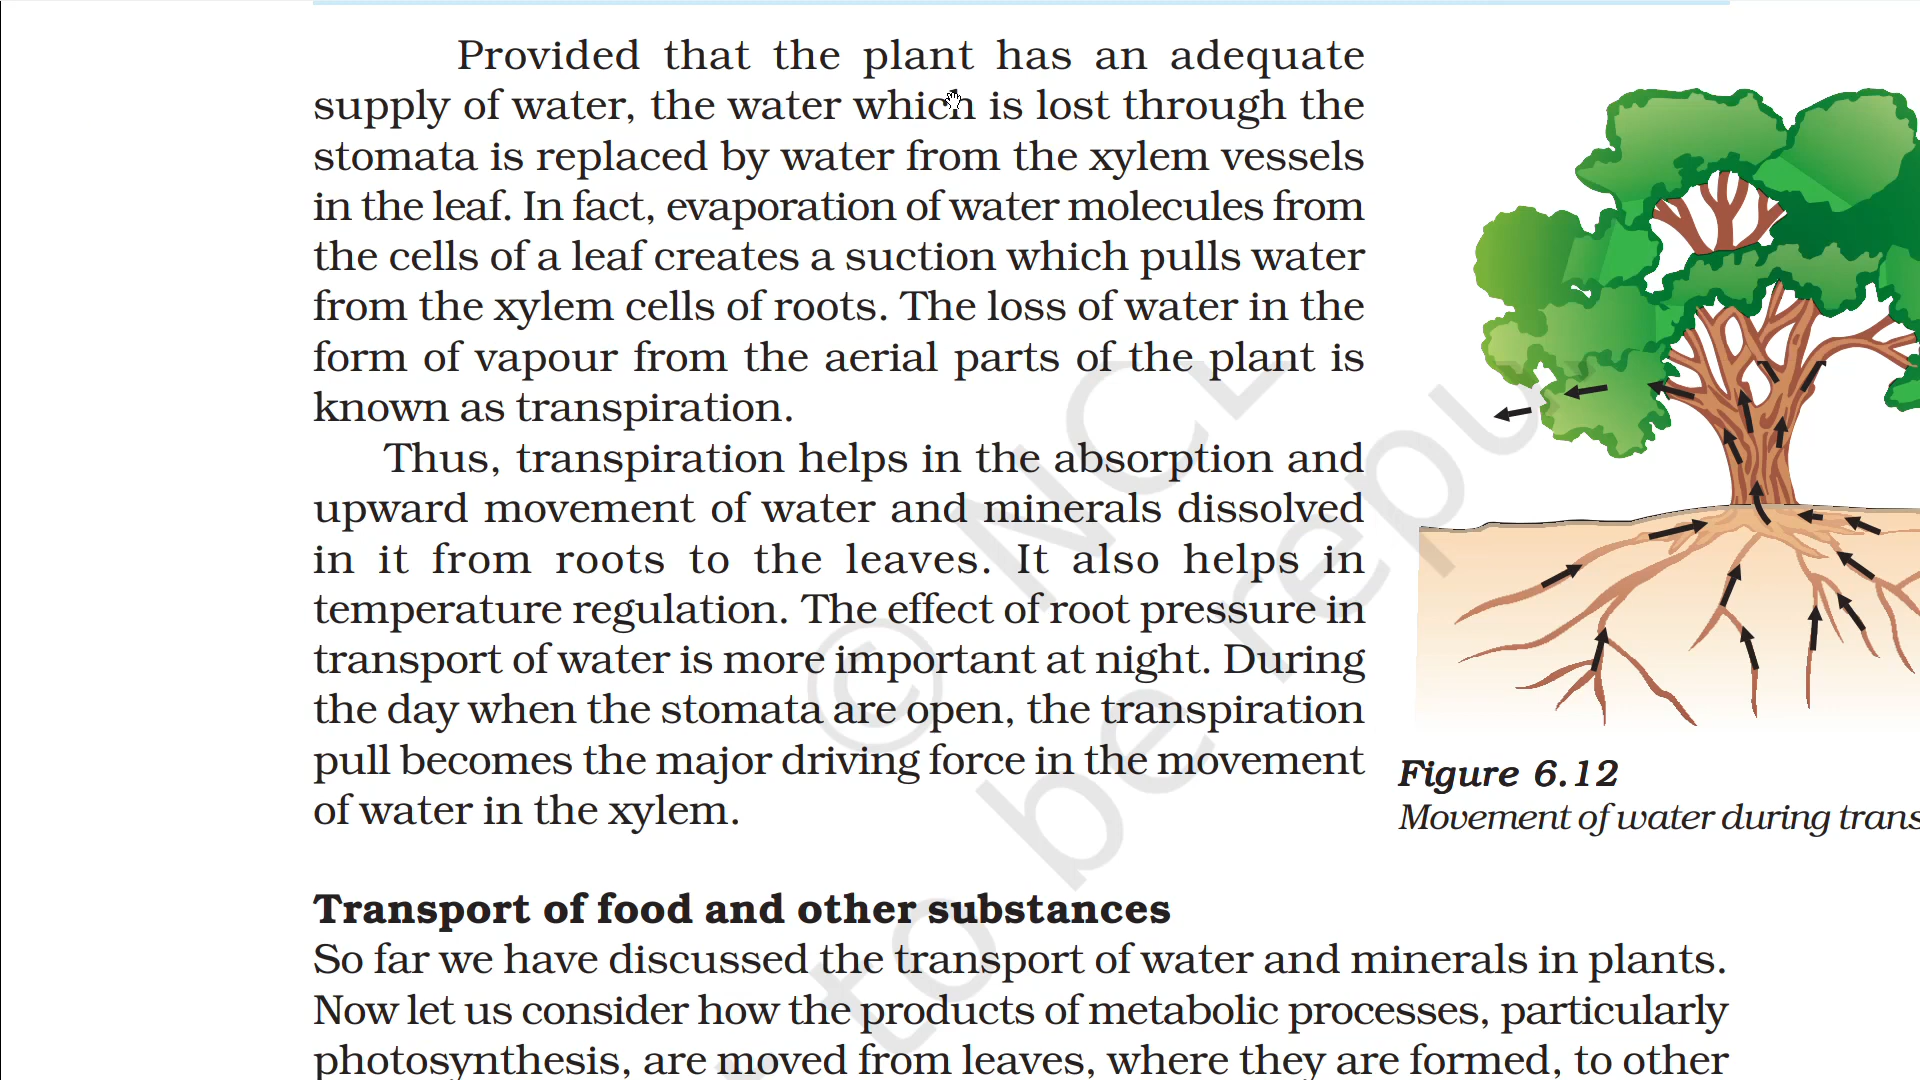 Provided that the plant has an adequate
supply of water, the water which is lost through the
stomata is replaced by water from the xylem vessels
in the leaf. In fact, evaporation of water molecules from
the cells of a leaf creates a suction which pulls water
from the xylem cells of roots. The loss of water in the
form of vapour from the aerial parts of the plant is
known as transpiration.
Thus, transpiration helps in the absorption and
upward movement of water and minerals dissolved
in it from roots to the leaves. It also helps in
temperature regulation. The effect of root pressure in
transport of water is more important at night. During
the day when the stomata are open, the transpiration
pull becomes the major driving force in the movement
of water in the xylem.
Figure 6.12
Movement of water during trans
Transport of food and other substances
So far we have discussed the transport of water and minerals in plants.
Now let us consider how the products of metabolic processes, particularly
photosynthesis, are moved from leaves, where they are formed, to other
© NCE
to be repu